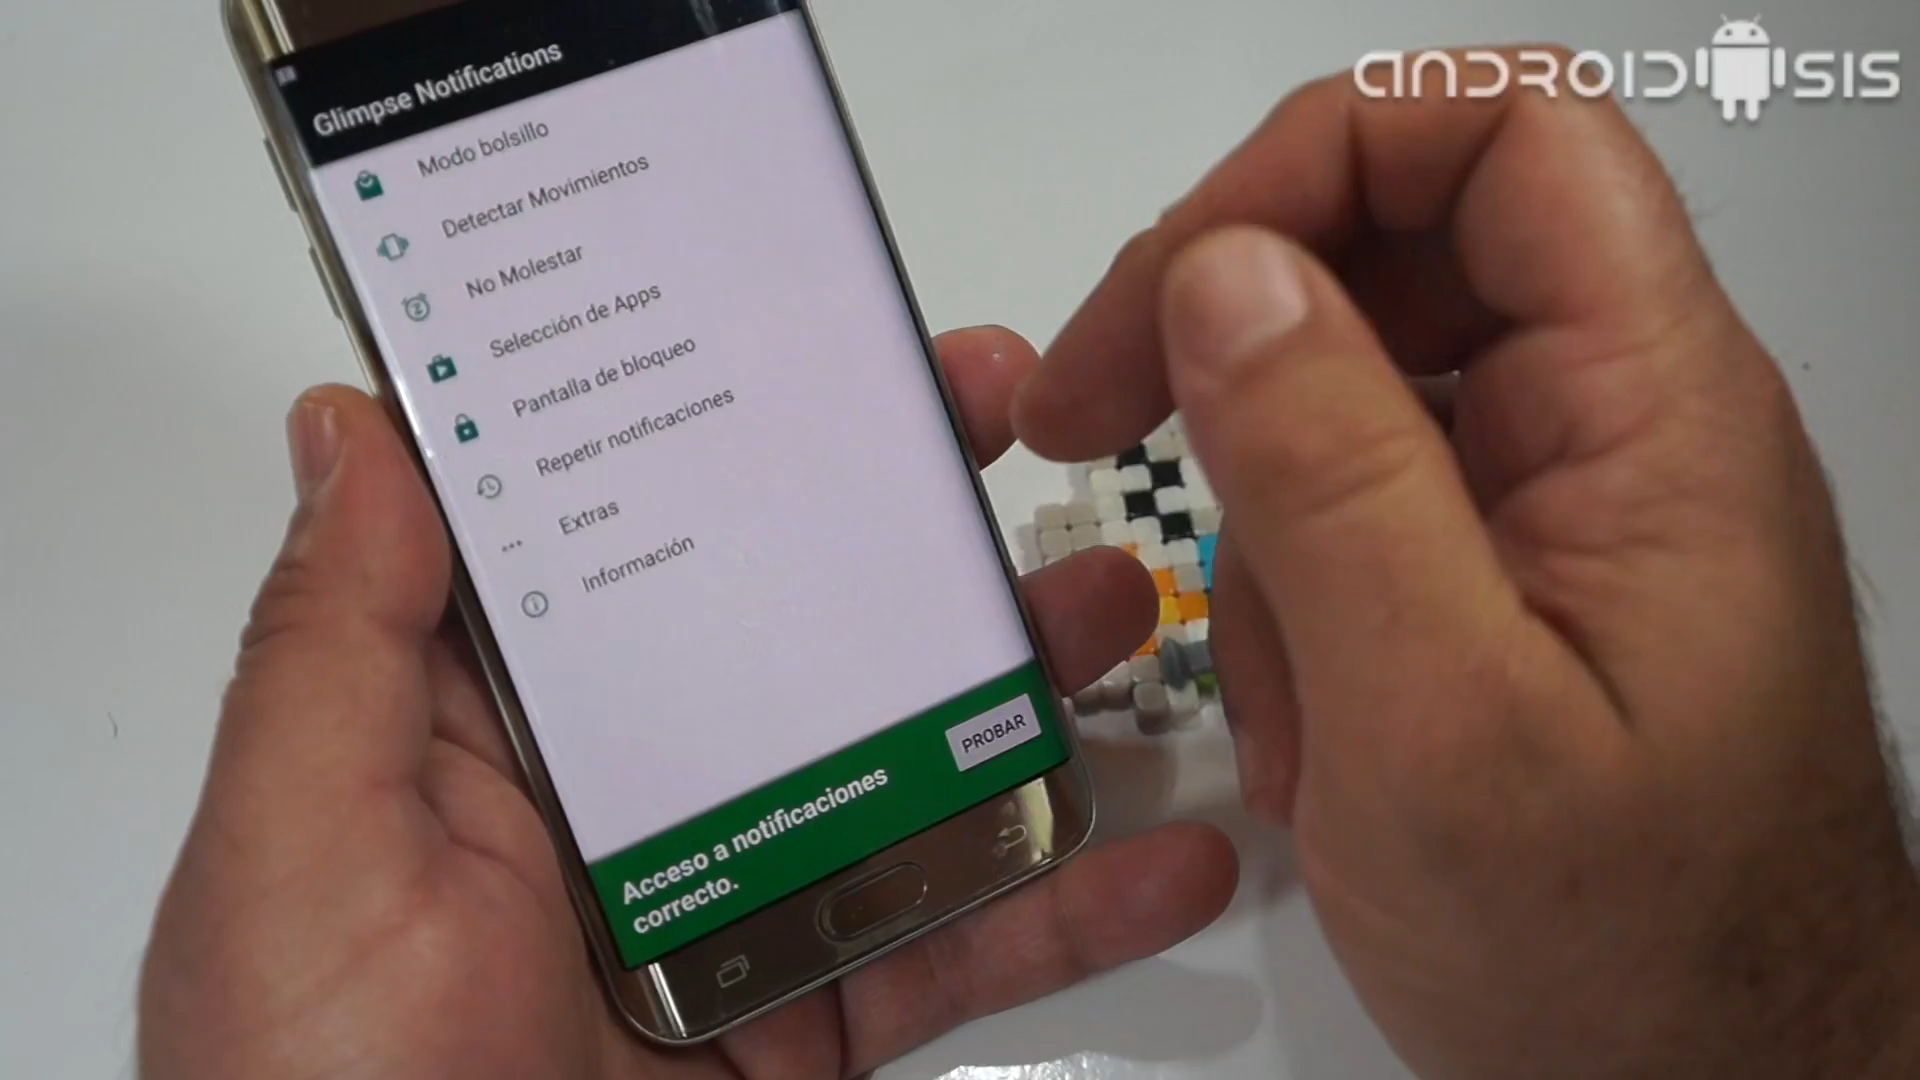 ANDROIDSIS
Glimpse Notifications
Modo bolsillo
Detectar Movimientos
No Molestar
Selección de Apps
Pantalla de bloqueo
Repetir notificaciones
Extras
Información
Acceso a notificaciones
correcto.
PROBAR